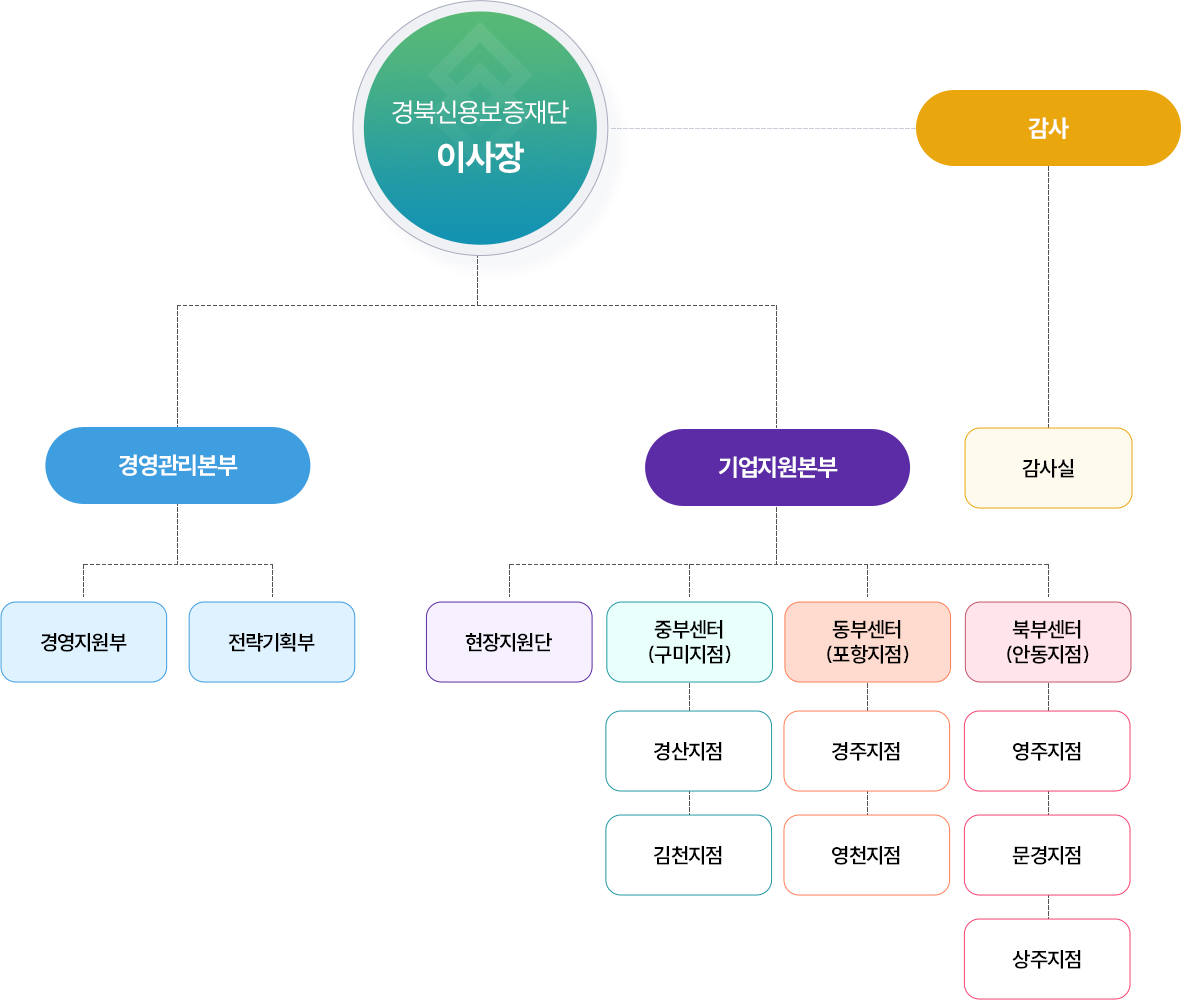 경북신용보증재단
이사장
감사
경영관리본부
기업지원본부
감사실
경영지원부
전략기획부
현장지원단
중부센터
(구미지점)
동부센터
(포항지점)
북부센터
(안동지점)
경산지점
경주지점
영주지점
김천지점
영천지점
문경지점
상주지점